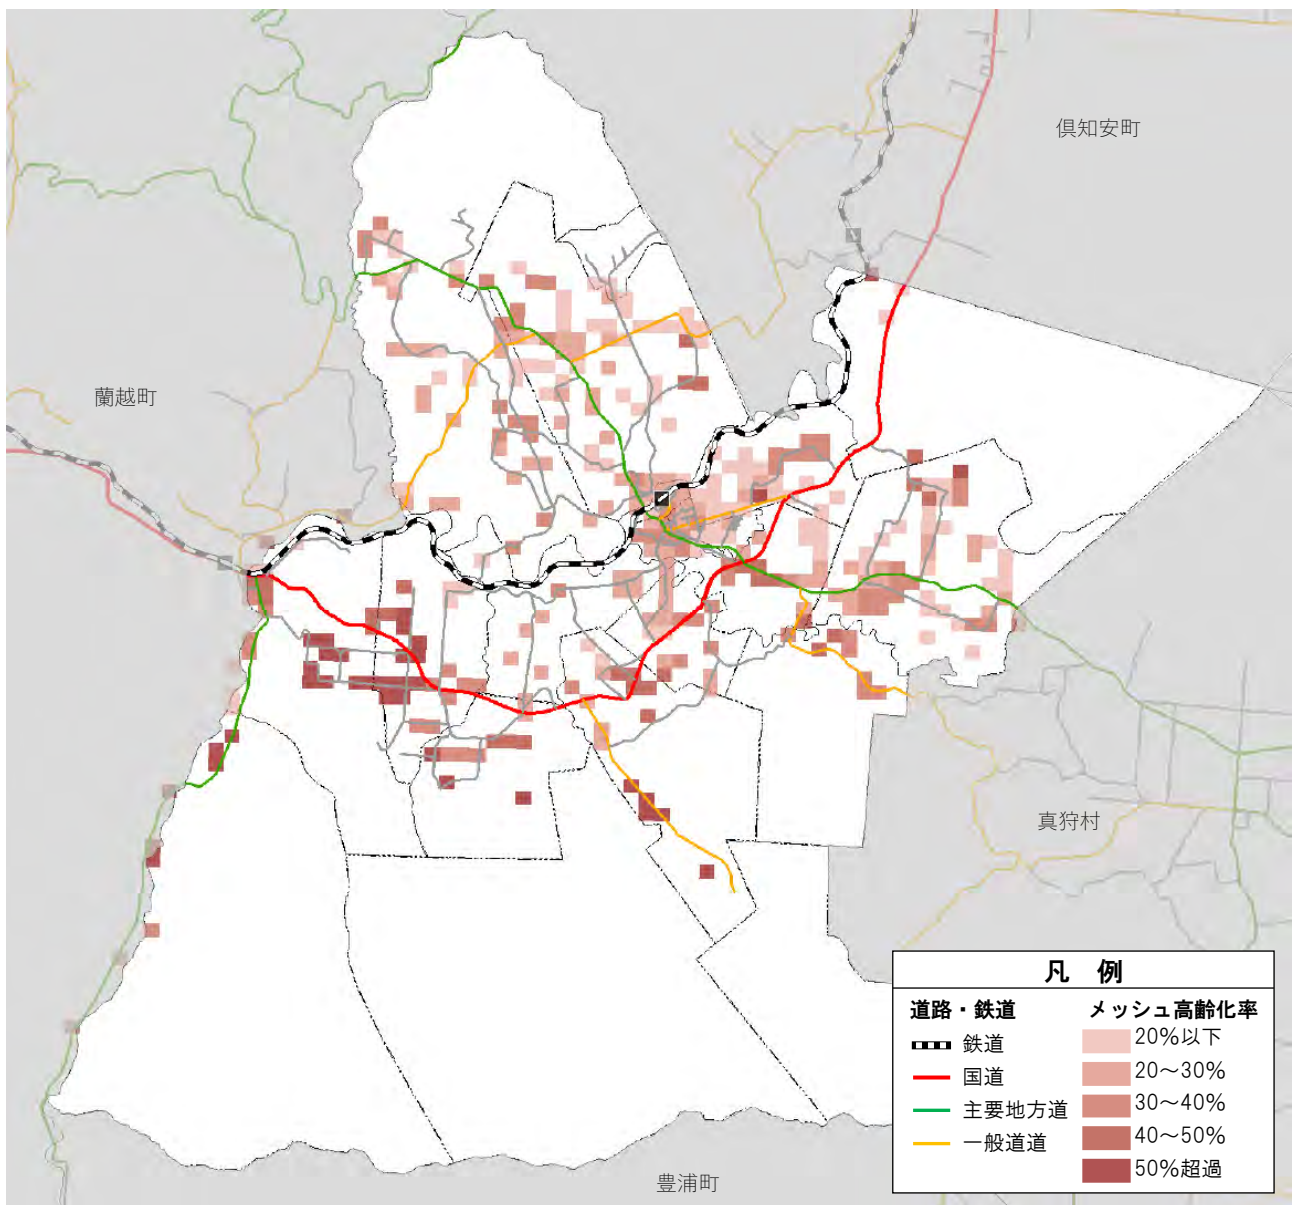 倶知安町
蘭越町
真狩村
豊浦町
凡 例
道路・鉄道
メッシュ高齢化率
鉄道
国道
主要地方道
一般道道
20%以下
20～30%
30～40%
40～50%
50%超過